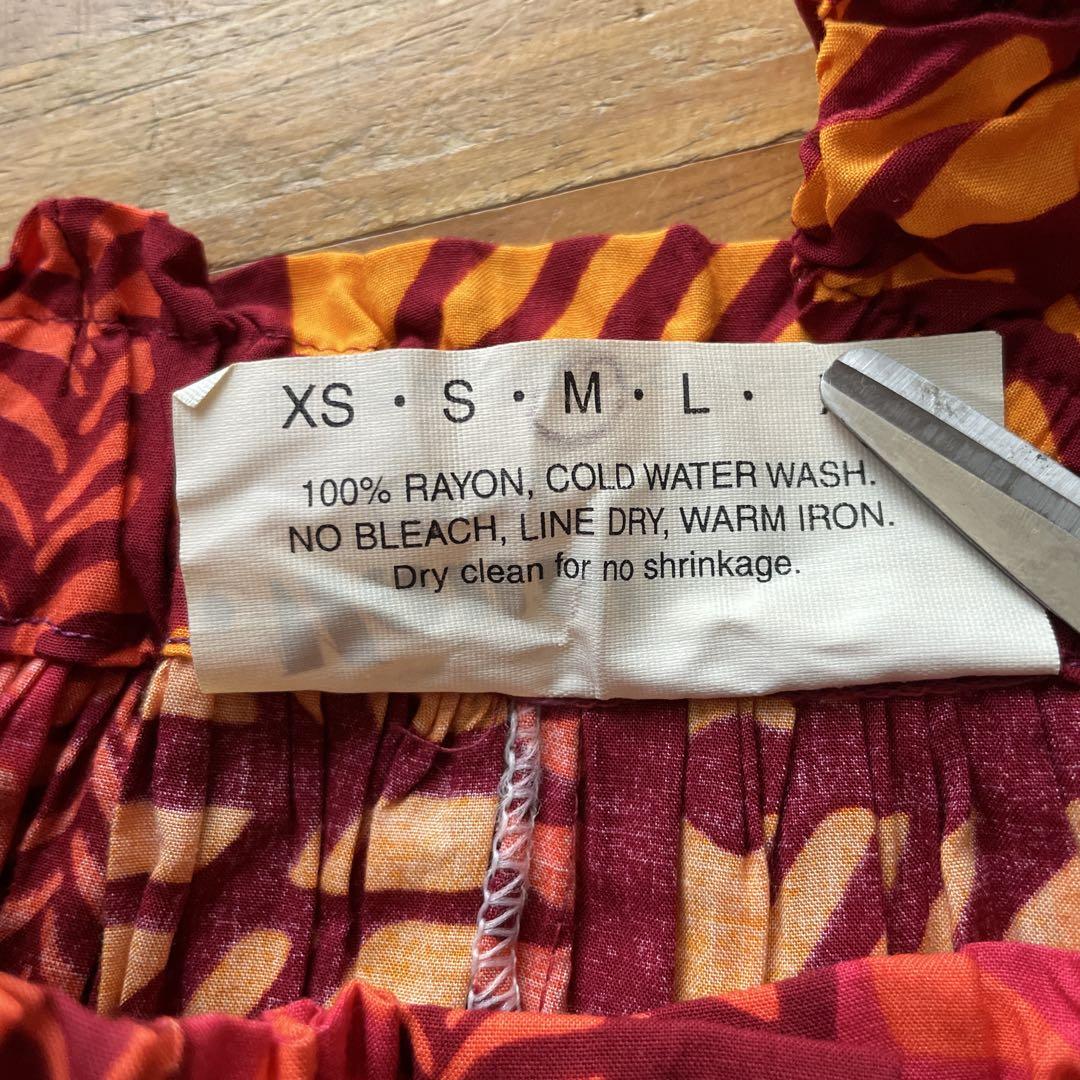 XS · S · M · L ·
100% RAYON, COLD WATER WASH.
NO BLEACH, LINE DRY, WARM IRON.
Dry clean for no shrinkage.